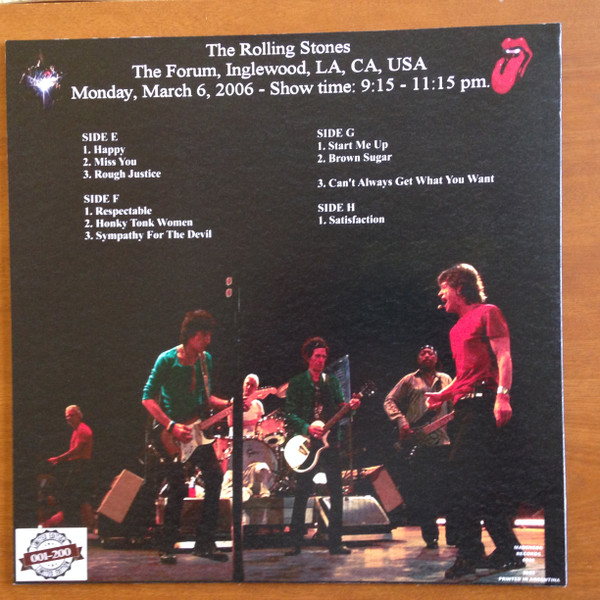 The Rolling Stones
The Forum, Inglewood, LA, CA, USA
Monday, March 6, 2006 - Show time: 9:15 - 11:15 pm.
SIDE E
1. Happy
2. Miss You
3. Rough Justice
SIDE F
1. Respectable
2. Honky Tonk Women
3. Sympathy For The Devil
SIDE G
1. Start Me Up
2. Brown Sugar
3. Can't Always Get What You Want
SIDE H
1. Satisfaction
001-200
RECORDS
PRINTED IN ARGENTINA